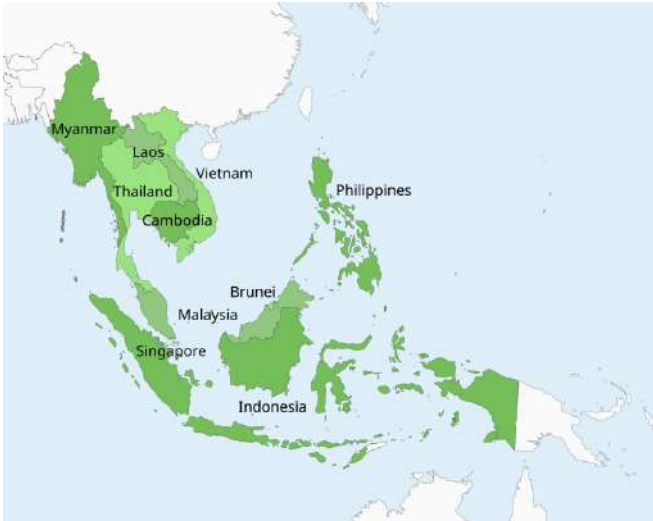 Myanmar
Laos
Vietnam
Thailand
Philippines
Cambodia
Brunei
Malaysia
Singapore
Indonesia